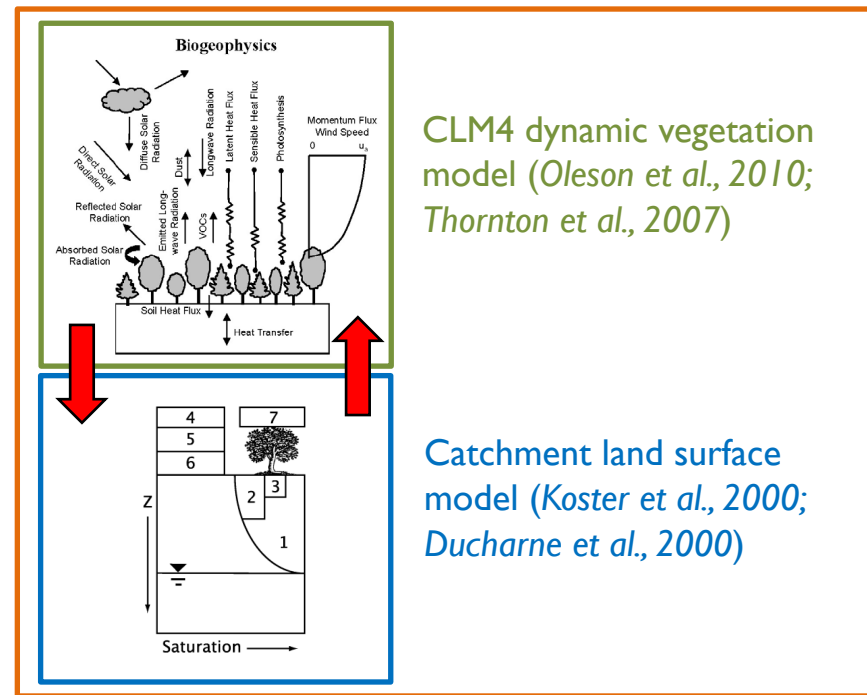 Biogeophysics
Direct Solar
Radiation
Diffuse Solar
Radiation
Reflected Solar
Radiation
Absorbed Solar
Radiation
Emitted Long-
wave Radiation
Dust
VOCs
Longwave Radiation
Latent Heat Flux
Sensible Heat Flux
Photosynthesis
Momentum Flux
Wind Speed
0 uₐ
Soil Heat Flux
Heat Transfer
CLM4 dynamic vegetation
model (Oleson et al., 2010;
Thornton et al., 2007)
4 7
5
6
3
2
1
Z
Saturation
Catchment land surface
model (Koster et al., 2000;
Ducharne et al., 2000)